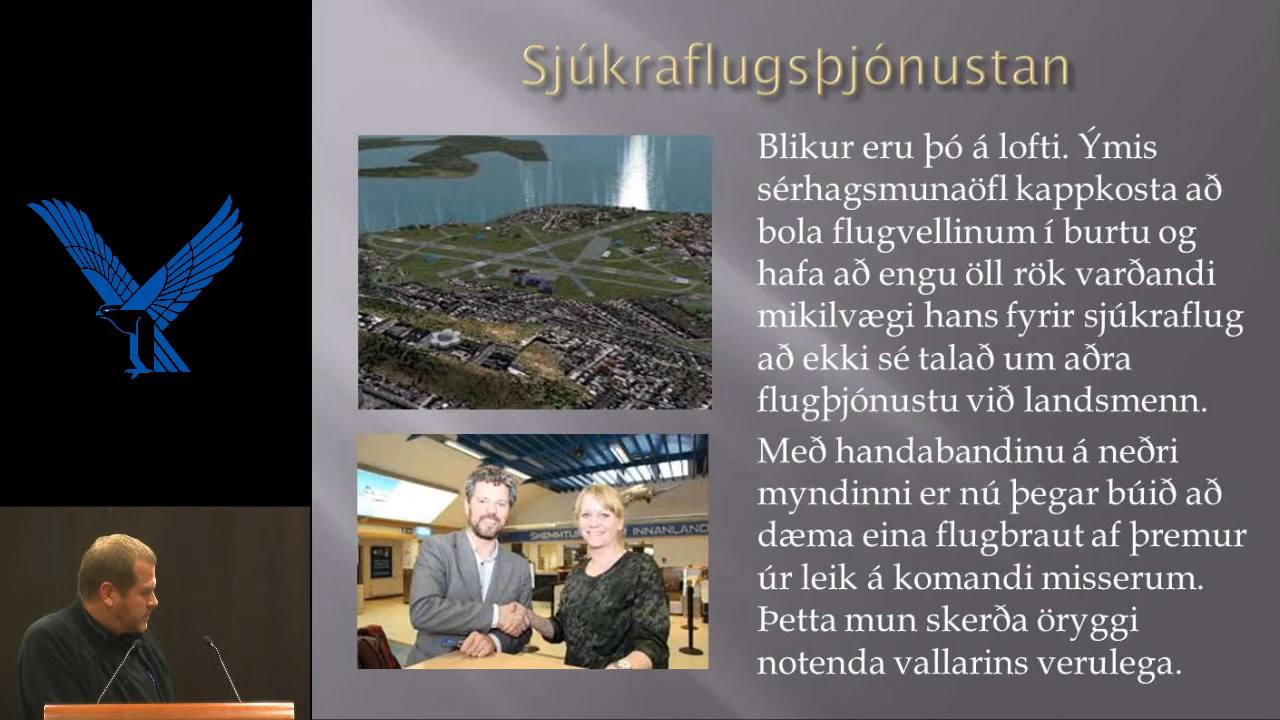 Sjúkraflugsþjónustan
Blikur eru þó á lofti. Ýmis
sérhagsmunaöfl kappkosta að
bola flugvellinum í burtu og
hafa að engu öll rök varðandi
mikilvægi hans fyrir sjúkraflug
að ekki sé talað um aðra
flugþjónustu við landsmenn.
Með handabandinu á neðri
myndinni er nú þegar búið að
dæma eina flugbraut af þremur
úr leik á komandi misserum.
Þetta mun skerða öryggi
notenda vallarins verulega.
INNANLAND